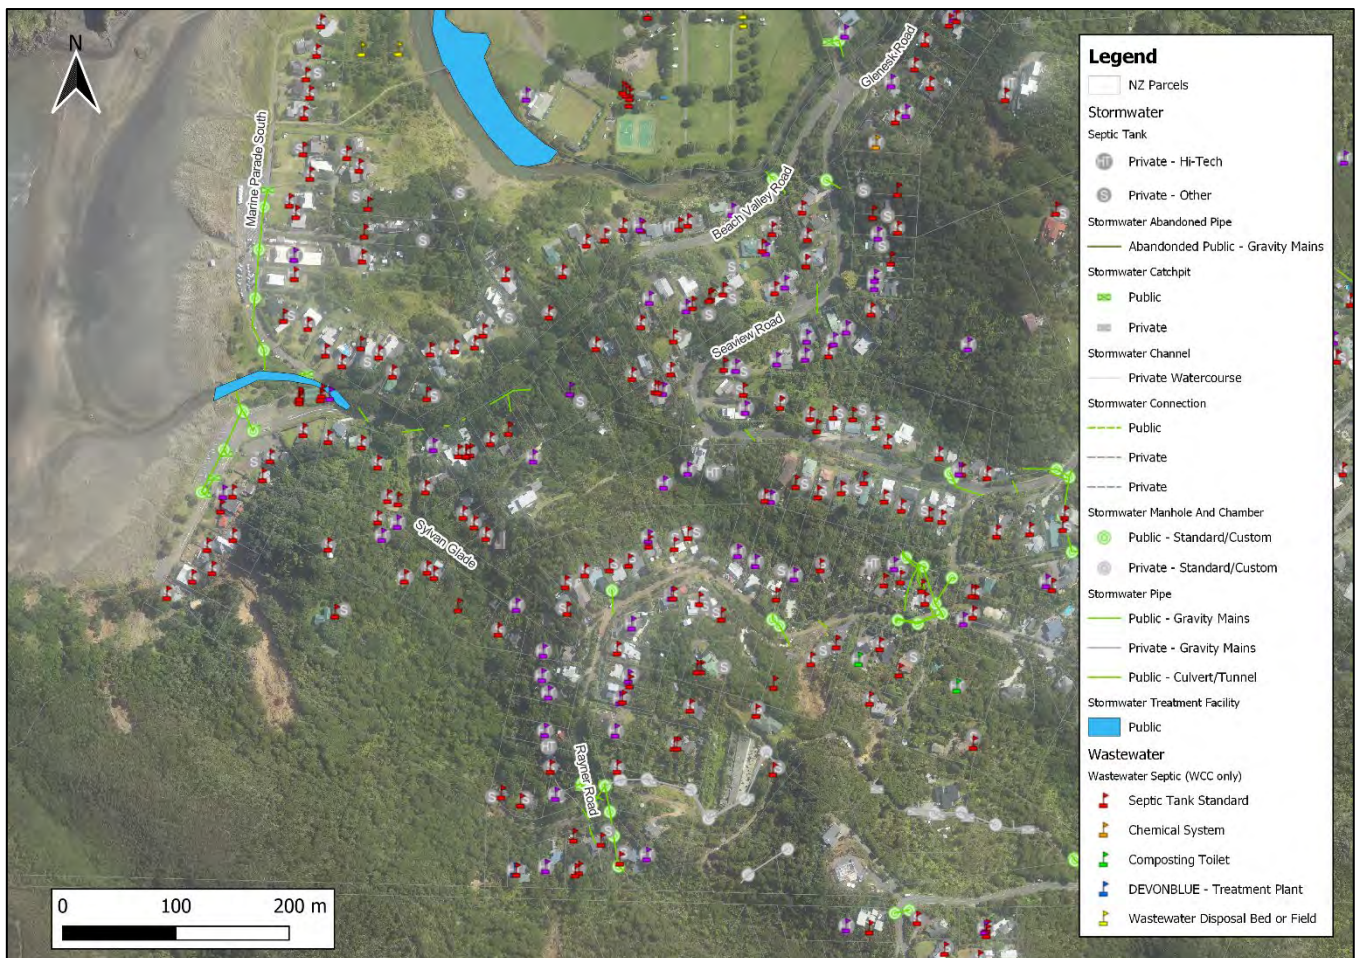 N
Marine Parade South
Glenesk Road
Beach Valley Road
Seaview Road
Sylvan Glade
Rayner Road
0 100 200 m
Legend
NZ Parcels
Stormwater
Septic Tank
HT Private - Hi-Tech
S Private - Other
Stormwater Abandoned Pipe
Abandonded Public - Gravity Mains
Stormwater Catchpit
Public
Private
Stormwater Channel
Private Watercourse
Stormwater Connection
Public
Private
Private
Stormwater Manhole And Chamber
Public - Standard/Custom
Private - Standard/Custom
Stormwater Pipe
Public - Gravity Mains
Private - Gravity Mains
Public - Culvert/Tunnel
Stormwater Treatment Facility
Public
Wastewater
Wastewater Septic (WCC only)
Septic Tank Standard
Chemical System
Composting Toilet
DEVONBLUE - Treatment Plant
Wastewater Disposal Bed or Field